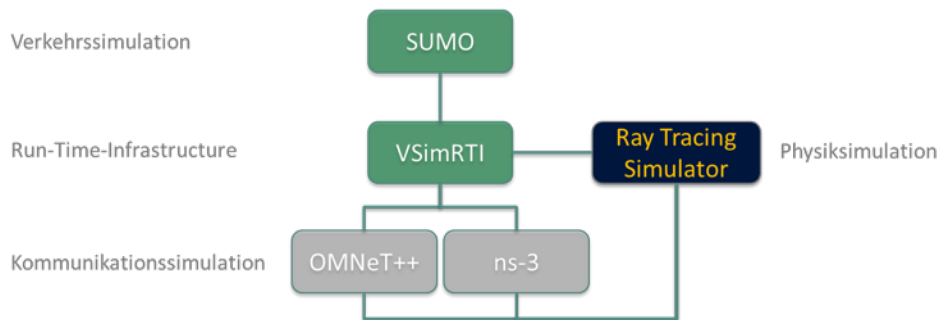 Verkehrssimulation
SUMO
Run-Time-Infrastructure
VSimRTI
Ray Tracing
Simulator
Physiksimulation
Kommunikationssimulation
OMNeT++
ns-3